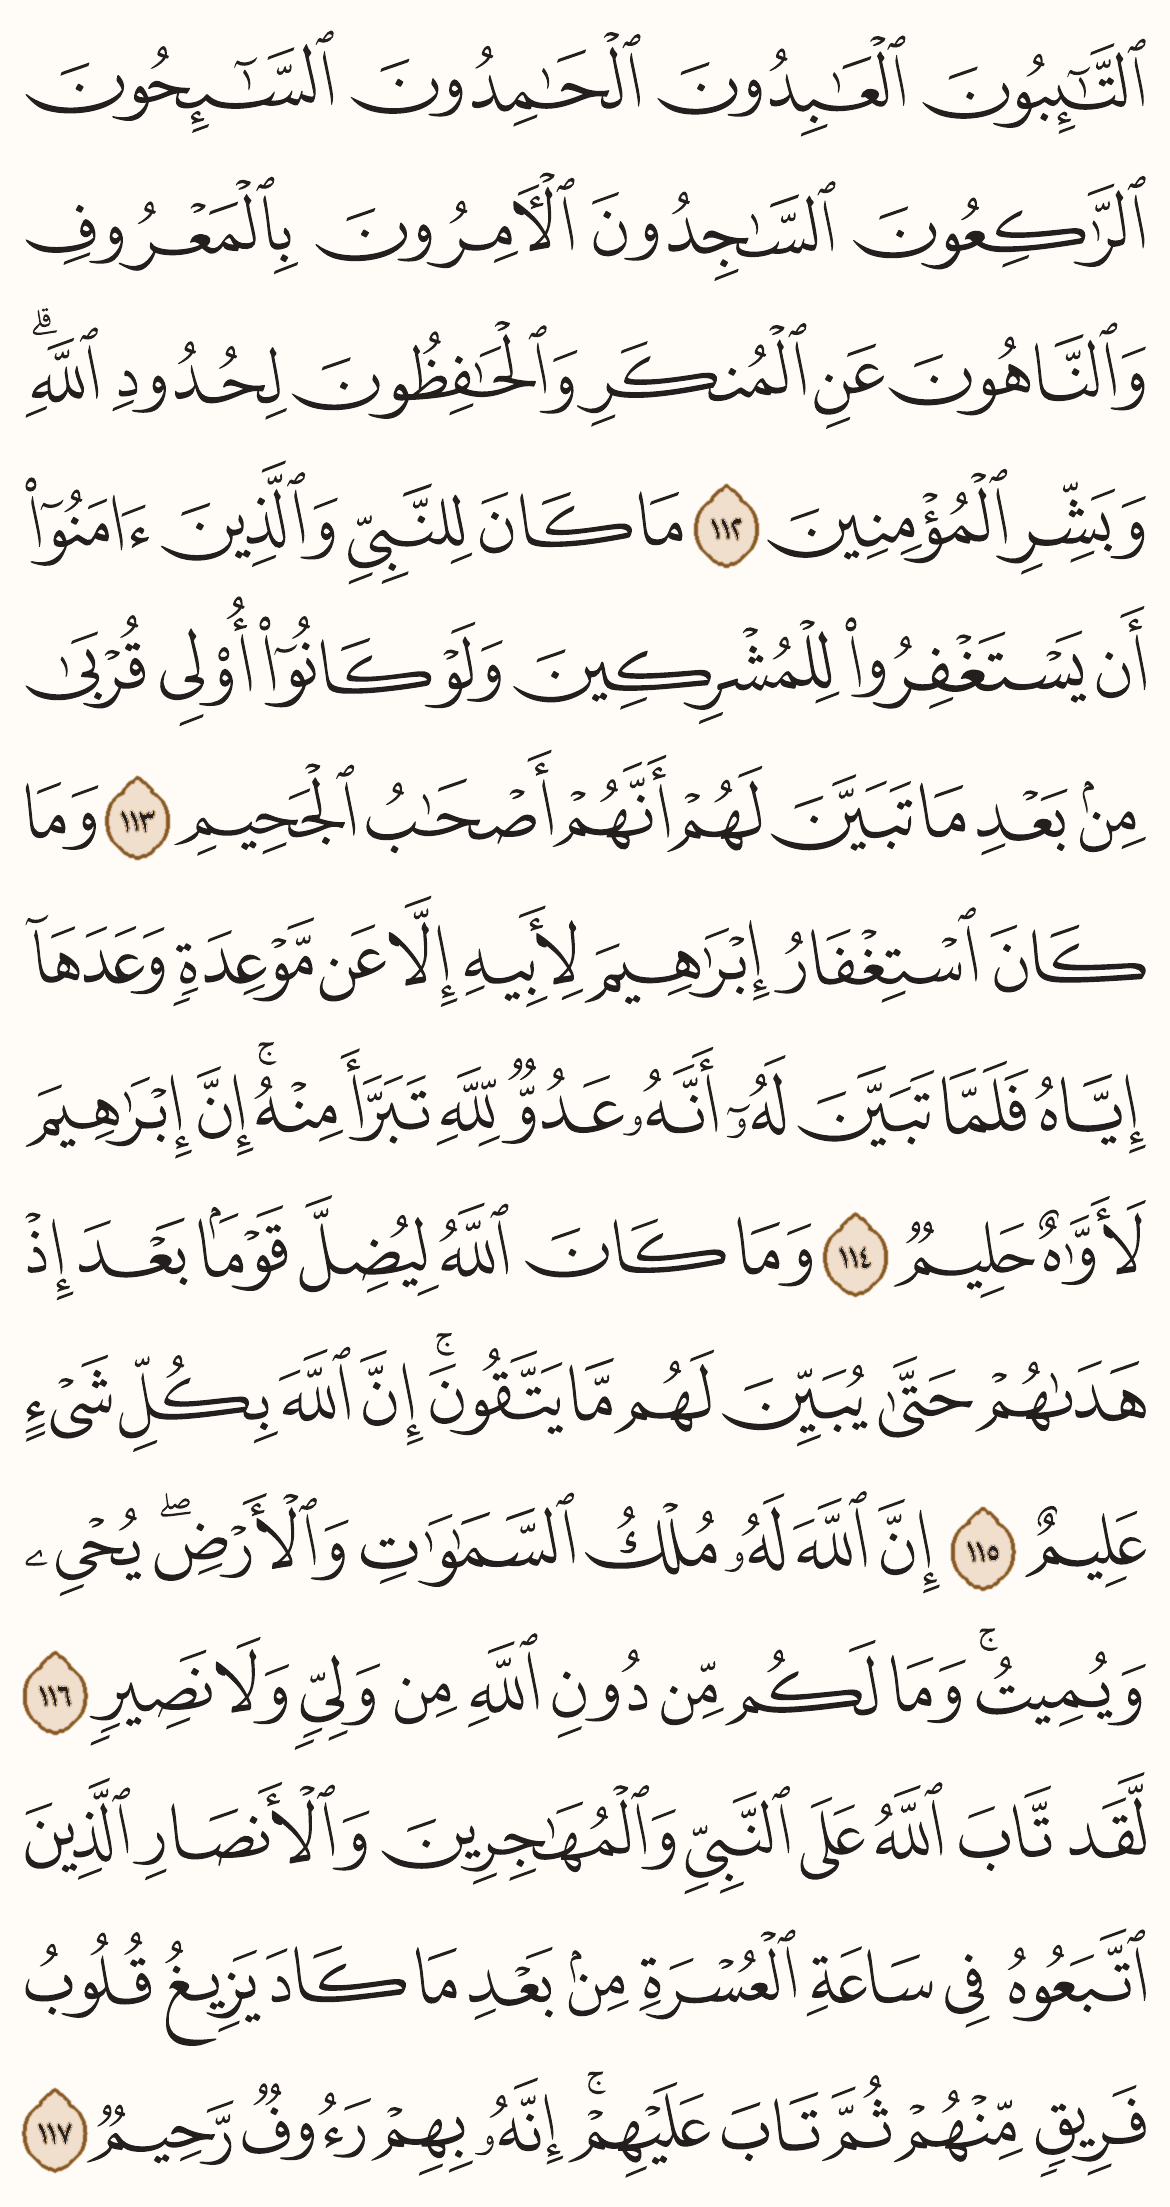 ٱلتَّـٰٓئِبُونَ ٱلْعَـٰبِدُونَ ٱلْحَـٰمِدُونَ ٱلسَّـٰٓئِحُونَ
ٱلرَّٰكِعُونَ ٱلسَّـٰجِدُونَ ٱلْـَٔامِرُونَ بِٱلْمَعْرُوفِ
وَٱلنَّاهُونَ عَنِ ٱلْمُنكَرِ وَٱلْحَـٰفِظُونَ لِحُدُودِ ٱللَّهِ ۗ
وَبَشِّرِ ٱلْمُؤْمِنِينَ ١١٢ مَا كَانَ لِلنَّبِىِّ وَٱلَّذِينَ ءَامَنُوٓا۟
أَن يَسْتَغْفِرُوا۟ لِلْمُشْرِكِينَ وَلَوْ كَانُوٓا۟ أُو۟لِى قُرْبَىٰ
مِنۢ بَعْدِ مَا تَبَيَّنَ لَهُمْ أَنَّهُمْ أَصْحَـٰبُ ٱلْجَحِيمِ ١١٣ وَمَا
كَانَ ٱسْتِغْفَارُ إِبْرَٰهِيمَ لِأَبِيهِ إِلَّا عَن مَّوْعِدَةٍ وَعَدَهَآ
إِيَّاهُ فَلَمَّا تَبَيَّنَ لَهُۥٓ أَنَّهُۥ عَدُوٌّ لِّلَّهِ تَبَرَّأَ مِنْهُ ۚ إِنَّ إِبْرَٰهِيمَ
لَأَوَّٰهٌ حَلِيمٌ ١١٤ وَمَا كَانَ ٱللَّهُ لِيُضِلَّ قَوْمًۢا بَعْدَ إِذْ
هَدَىٰهُمْ حَتَّىٰ يُبَيِّنَ لَهُم مَّا يَتَّقُونَ ۚ إِنَّ ٱللَّهَ بِكُلِّ شَىْءٍ
عَلِيمٌ ١١٥ إِنَّ ٱللَّهَ لَهُۥ مُلْكُ ٱلسَّمَـٰوَٰتِ وَٱلْأَرْضِ ۖ يُحْىِۦ
وَيُمِيتُ ۚ وَمَا لَكُم مِّن دُونِ ٱللَّهِ مِن وَلِىٍّ وَلَا نَصِيرٍ ١١٦
لَّقَد تَّابَ ٱللَّهُ عَلَى ٱلنَّبِىِّ وَٱلْمُهَـٰجِرِينَ وَٱلْأَنصَارِ ٱلَّذِينَ
ٱتَّبَعُوهُ فِى سَاعَةِ ٱلْعُسْرَةِ مِنۢ بَعْدِ مَا كَادَ يَزِيغُ قُلُوبُ
فَرِيقٍ مِّنْهُمْ ثُمَّ تَابَ عَلَيْهِمْ ۚ إِنَّهُۥ بِهِمْ رَءُوفٌ رَّحِيمٌ ١١٧